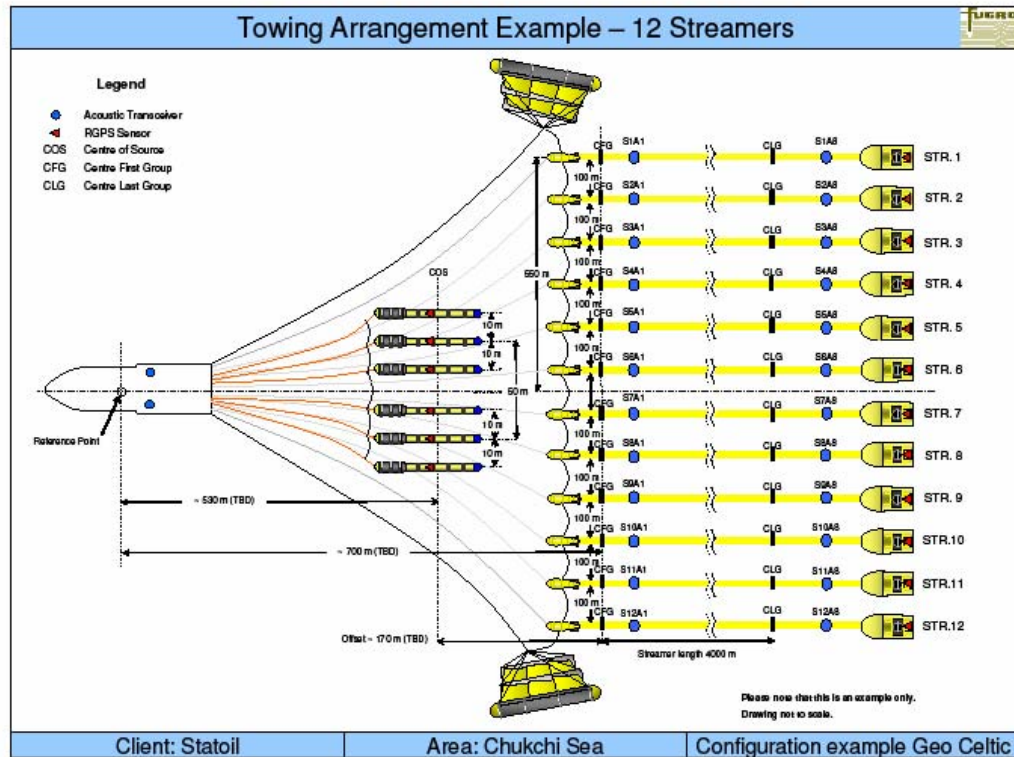 Towing Arrangement Example – 12 Streamers
FUGRO
Legend
Acoustic Transceiver
RGPS Sensor
COS Centre of Source
CFG Centre First Group
CLG Centre Last Group
CFG S1A1 CLG S1A8 STR. 1
100 m
CFG S2A1 CLG S2A8 STR. 2
100 m
CFG S3A1 CLG S3A8 STR. 3
100 m
550 m
COS
CFG S4A1 CLG S4A8 STR. 4
100 m
CFG S5A1 CLG S5A8 STR. 5
10 m
100 m
10 m
CFG S6A1 CLG S6A8 STR. 6
50 m
CFG S7A1 CLG S7A8 STR. 7
10 m
100 m
Reference Point
10 m
CFG S8A1 CLG S8A8 STR. 8
100 m
CFG S9A1 CLG S9A8 STR. 9
~ 530 m (TBD)
100 m
CFG S10A1 CLG S10A8 STR.10
~ 700 m (TBD)
100 m
CFG S11A1 CLG S11A8 STR.11
100 m
CFG S12A1 CLG S12A8 STR.12
Offset ~ 170 m (TBD)
Streamer length 4000 m
Please note that this is an example only.
Drawing not to scale.
Client: Statoil
Area: Chukchi Sea
Configuration example Geo Celtic